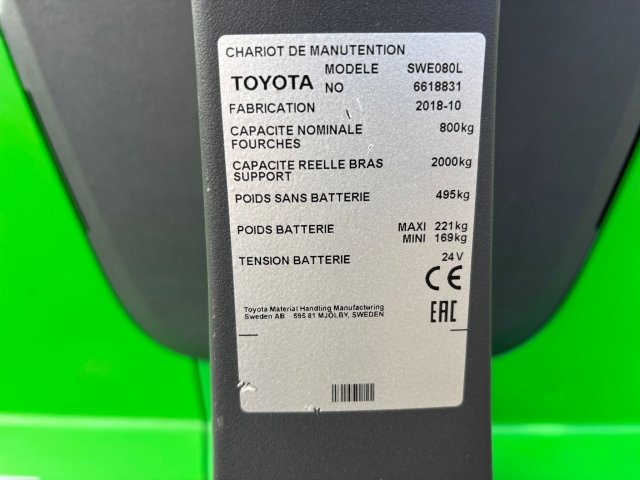 CHARIOT DE MANUTENTION
TOYOTA
MODELE SWE080L
NO 6618831
FABRICATION 2018-10
CAPACITE NOMINALE 800kg
FOURCHES
CAPACITE REELLE BRAS 2000kg
SUPPORT
POIDS SANS BATTERIE 495kg
POIDS BATTERIE MAXI 221kg
MINI 169kg
TENSION BATTERIE 24V
CE
EAC
Toyota Material Handling Manufacturing
Sweden AB 595 81 MJÖLBY, SWEDEN